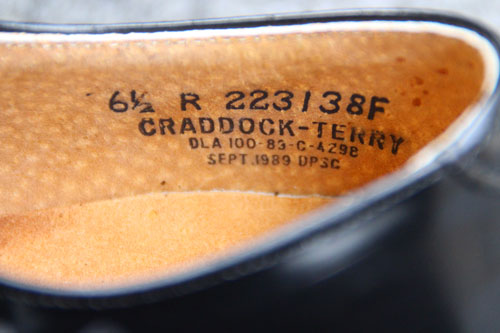 6½ R 223138F
CRADDOCK-TERRY
DLA 100-83-C-4298
SEPT. 1989 DPSC